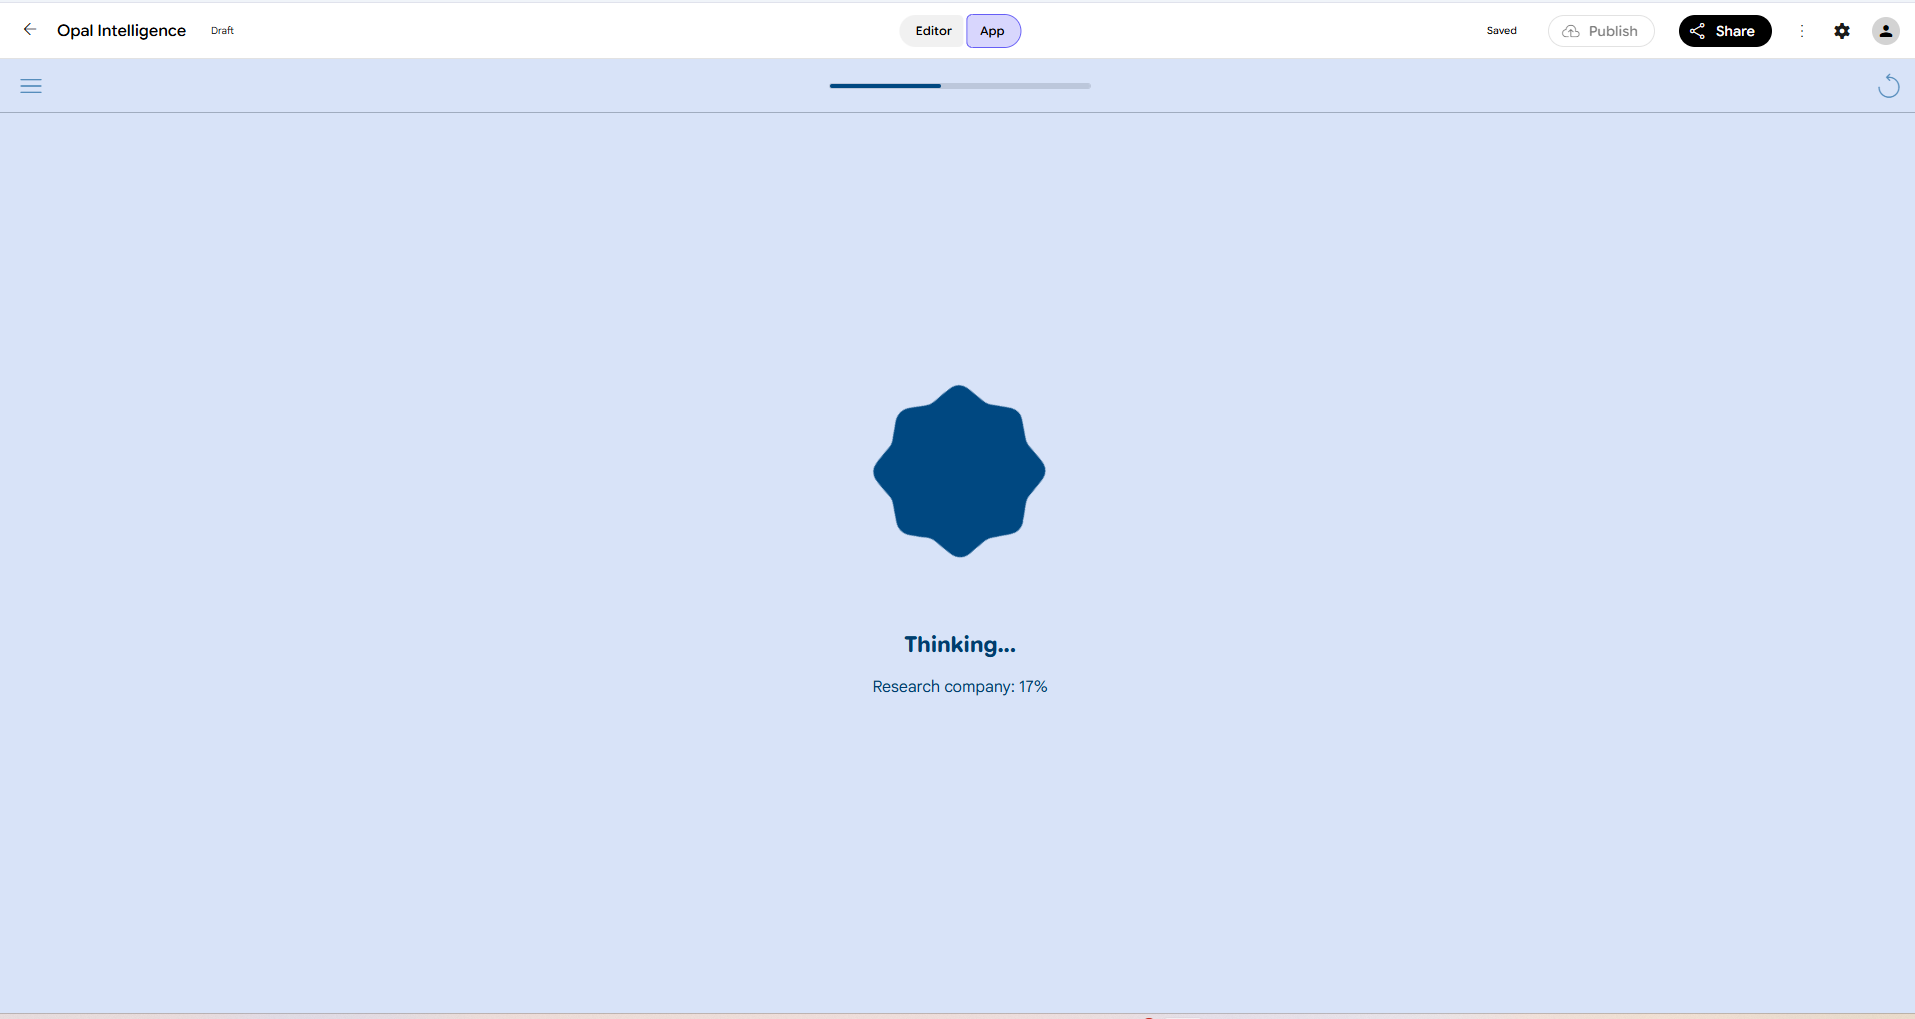 Opal Intelligence Draft Editor App Saved Publish Share
Thinking...
Research company: 17%